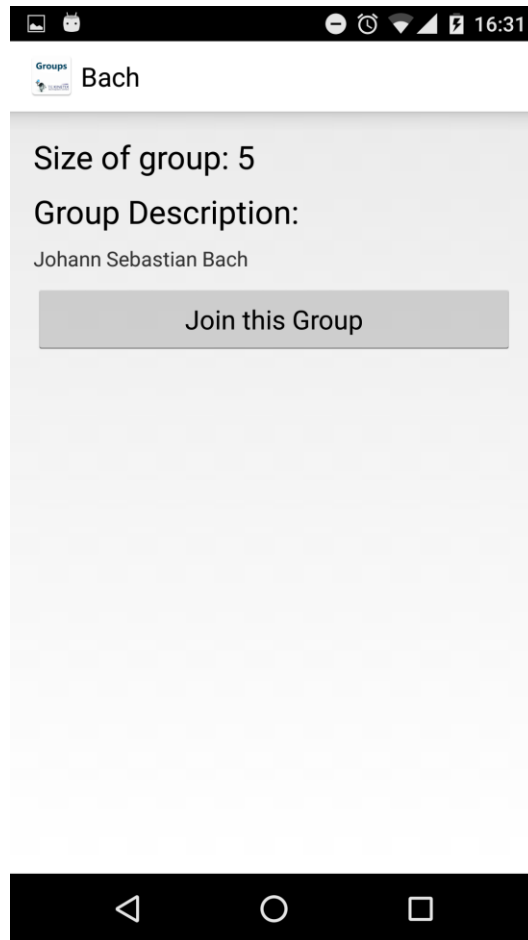 16:31
Groups
Bach
Size of group: 5
Group Description:
Johann Sebastian Bach
Join this Group